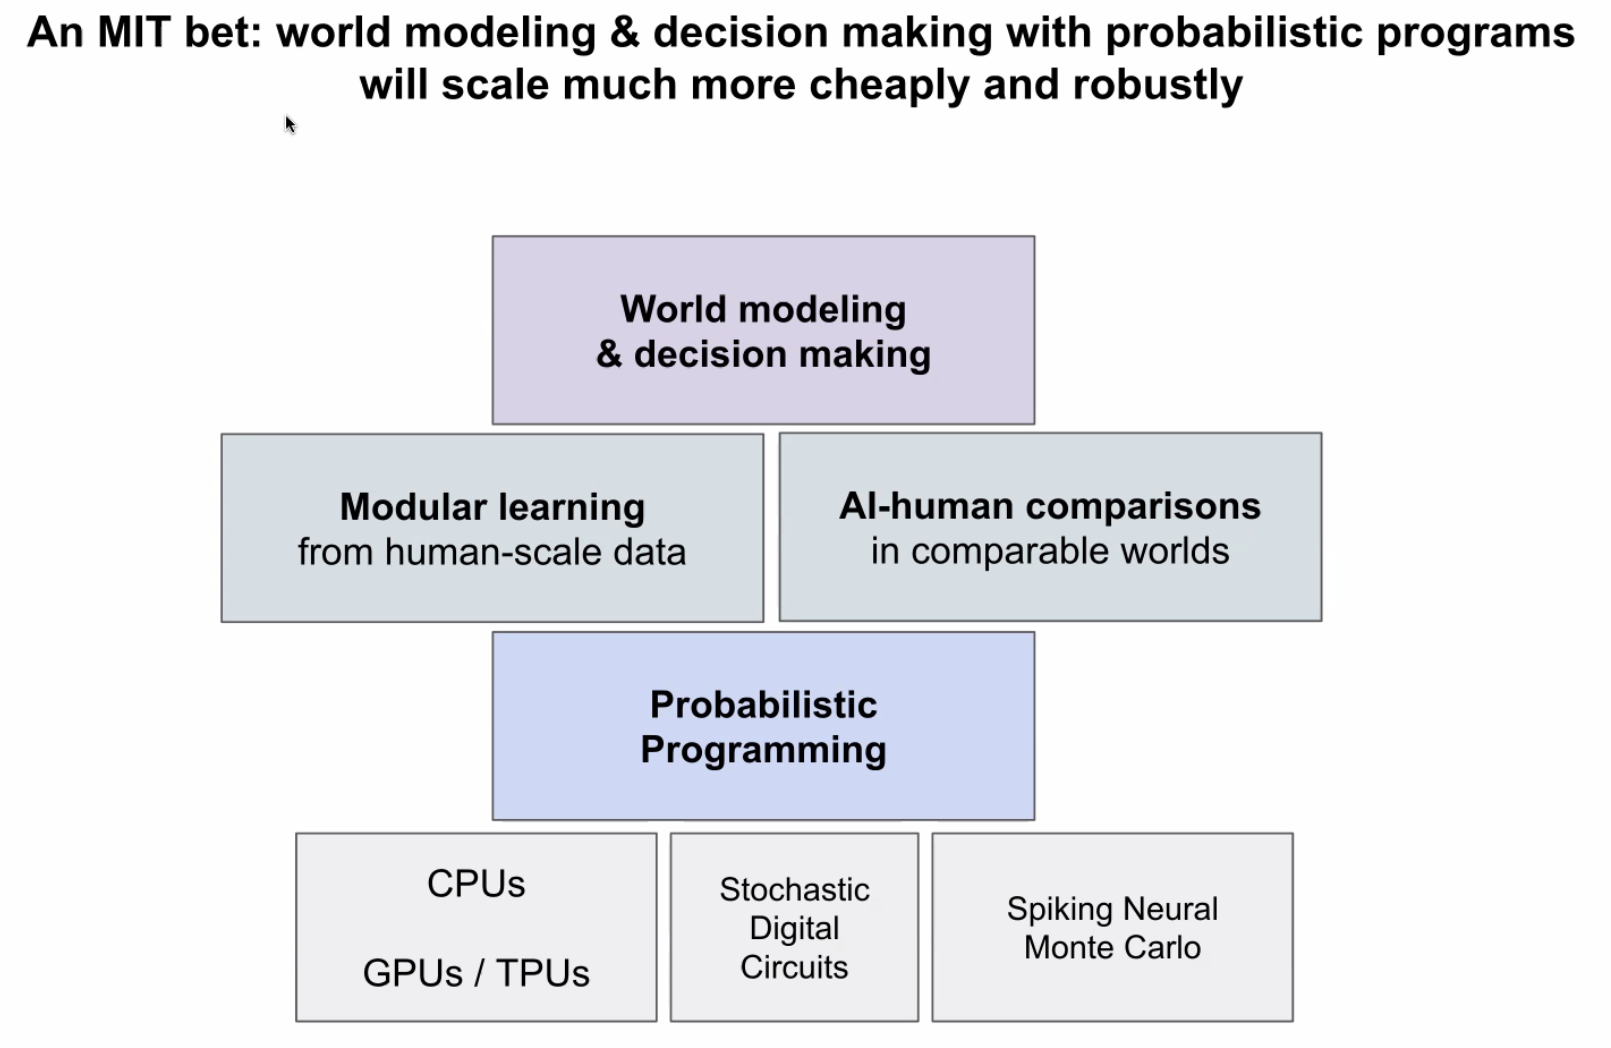 An MIT bet: world modeling & decision making with probabilistic programs
will scale much more cheaply and robustly
World modeling
& decision making
Modular learning
from human-scale data
AI-human comparisons
in comparable worlds
Probabilistic
Programming
CPUs
GPUs / TPUs
Stochastic
Digital
Circuits
Spiking Neural
Monte Carlo